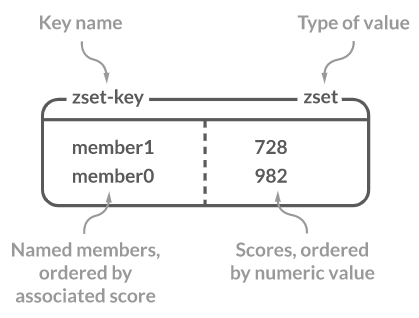 Key name
Type of value
zset-key
zset
member1
728
member0
982
Named members,
ordered by
associated score
Scores, ordered
by numeric value